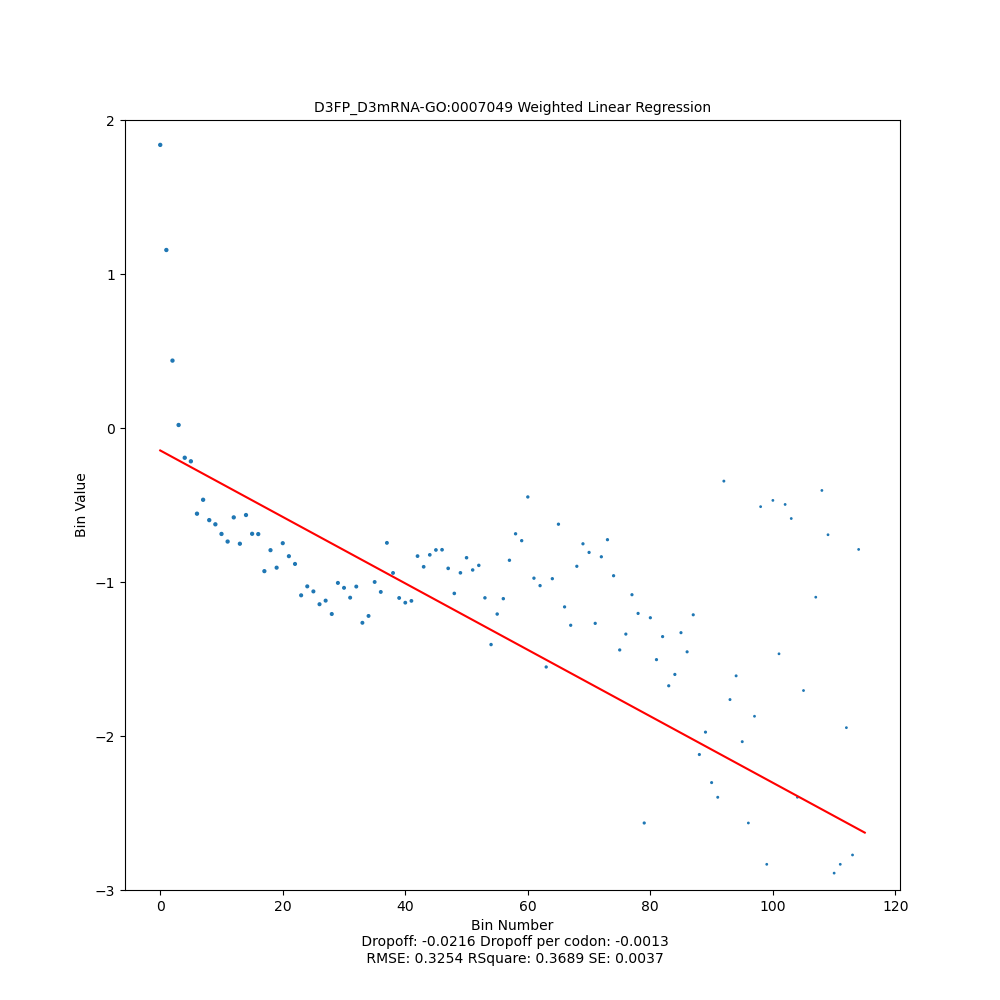 D3FP_D3mRNA-GO:0007049 Weighted Linear Regression
2
1
0
−1
−2
−3
Bin Value
0 20 40 60 80 100 120
Bin Number
Dropoff: -0.0216 Dropoff per codon: -0.0013
RMSE: 0.3254 RSquare: 0.3689 SE: 0.0037